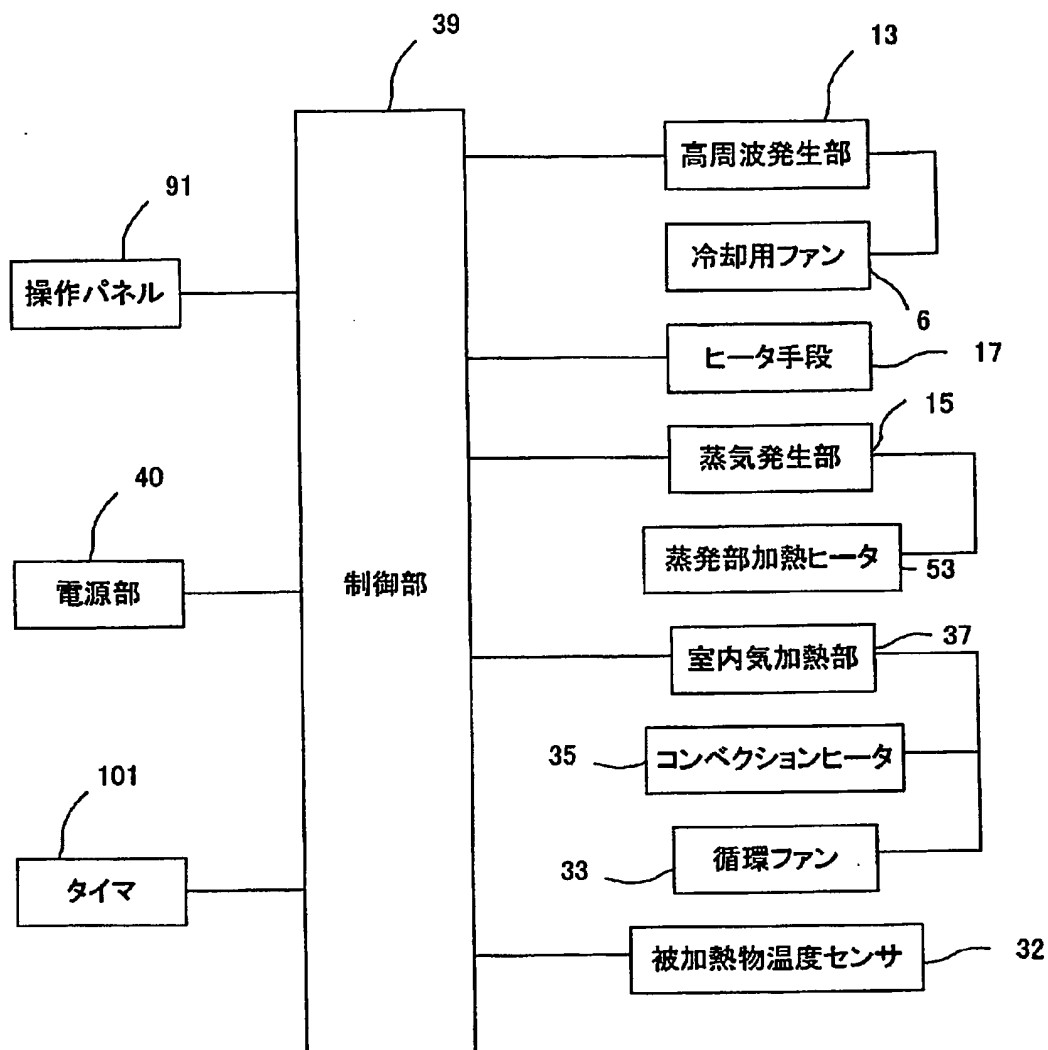 39
13
高周波発生部
91
冷却用ファン
操作パネル
6
ヒータ手段
17
15
蒸気発生部
40
蒸発部加熱ヒータ
53
電源部
制御部
37
室内気加熱部
35
コンベクションヒータ
101
循環ファン
33
タイマ
被加熱物温度センサ
32